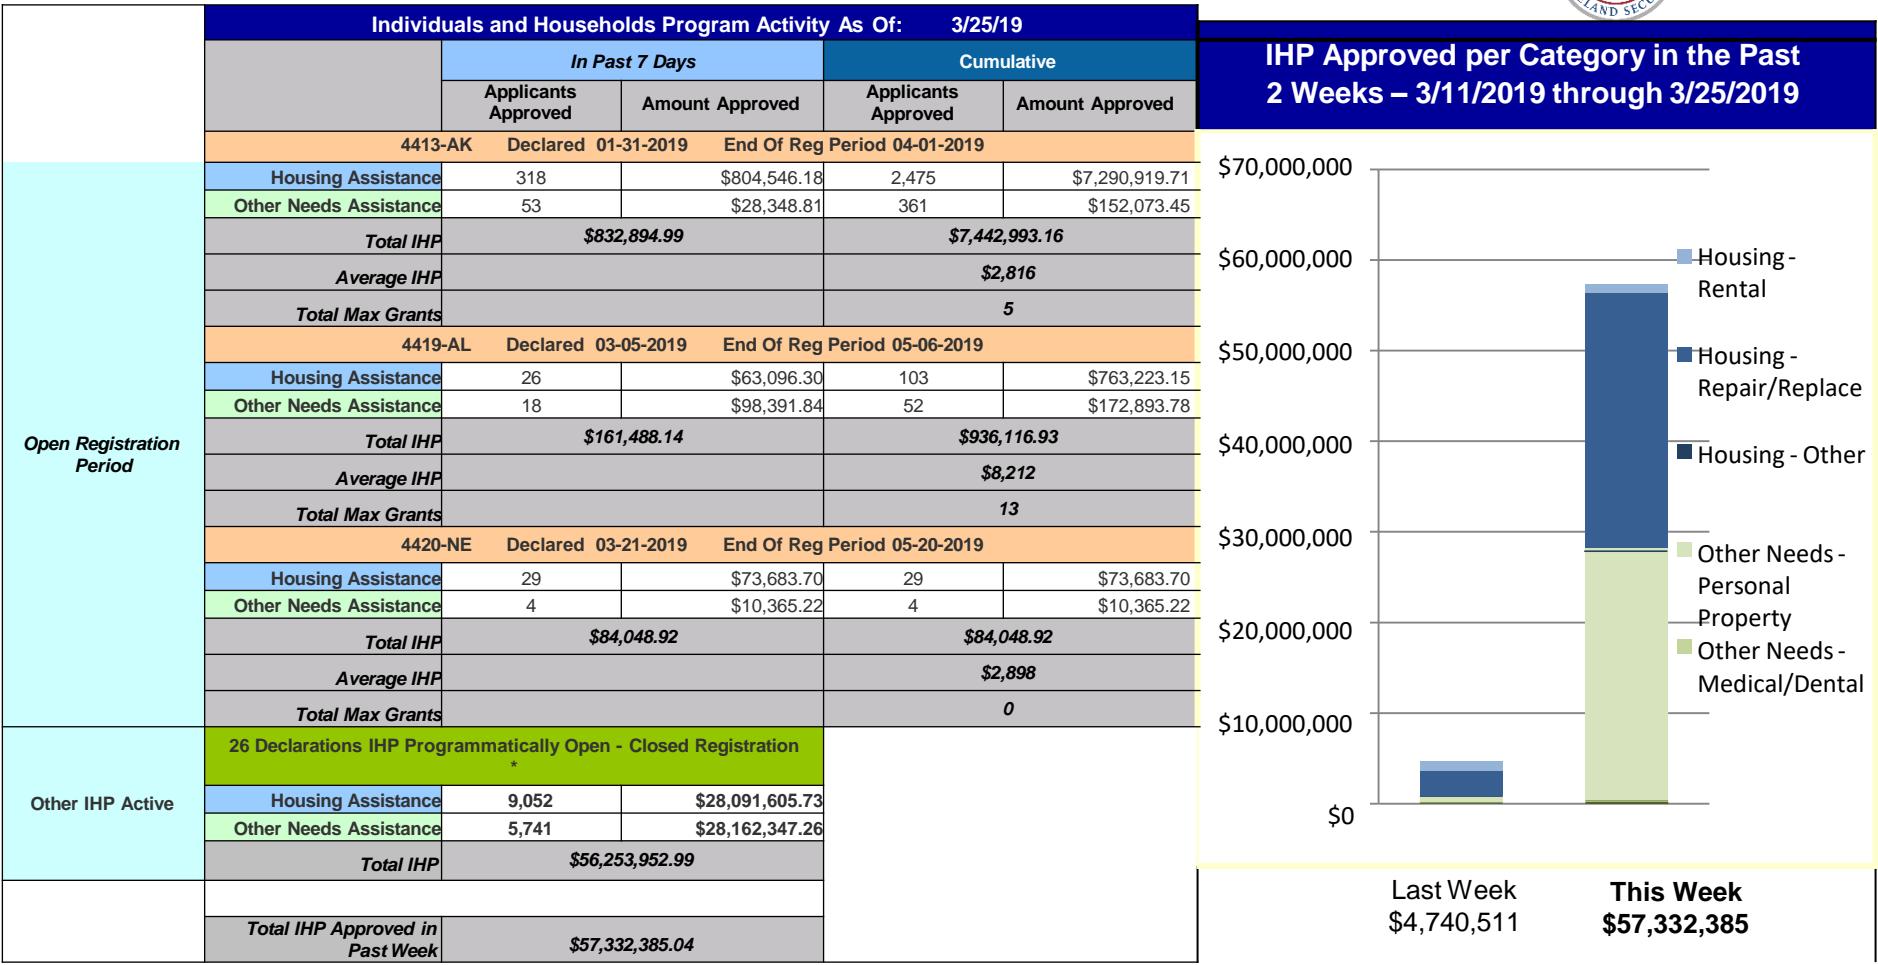 LAND SECU
Individuals and Households Program Activity As Of: 3/25/19
In Past 7 Days Cumulative
Applicants Approved Amount Approved Applicants Approved Amount Approved
4413-AK Declared 01-31-2019 End Of Reg Period 04-01-2019
Housing Assistance 318 $804,546.18 2,475 $7,290,919.71
Other Needs Assistance 53 $28,348.81 361 $152,073.45
Total IHP $832,894.99 $7,442,993.16
Average IHP $2,816
Total Max Grants 5
4419-AL Declared 03-05-2019 End Of Reg Period 05-06-2019
Housing Assistance 26 $63,096.30 103 $763,223.15
Other Needs Assistance 18 $98,391.84 52 $172,893.78
Total IHP $161,488.14 $936,116.93
Average IHP $8,212
Total Max Grants 13
4420-NE Declared 03-21-2019 End Of Reg Period 05-20-2019
Housing Assistance 29 $73,683.70 29 $73,683.70
Other Needs Assistance 4 $10,365.22 4 $10,365.22
Total IHP $84,048.92 $84,048.92
Average IHP $2,898
Total Max Grants 0
Open Registration
Period
26 Declarations IHP Programmatically Open - Closed Registration
*
Other IHP Active
Housing Assistance 9,052 $28,091,605.73
Other Needs Assistance 5,741 $28,162,347.26
Total IHP $56,253,952.99
Total IHP Approved in
Past Week $57,332,385.04
IHP Approved per Category in the Past
2 Weeks – 3/11/2019 through 3/25/2019
$70,000,000
$60,000,000
$50,000,000
$40,000,000
$30,000,000
$20,000,000
$10,000,000
$0
Housing -
Rental
Housing -
Repair/Replace
Housing - Other
Other Needs -
Personal
Property
Other Needs -
Medical/Dental
Last Week This Week
$4,740,511 $57,332,385